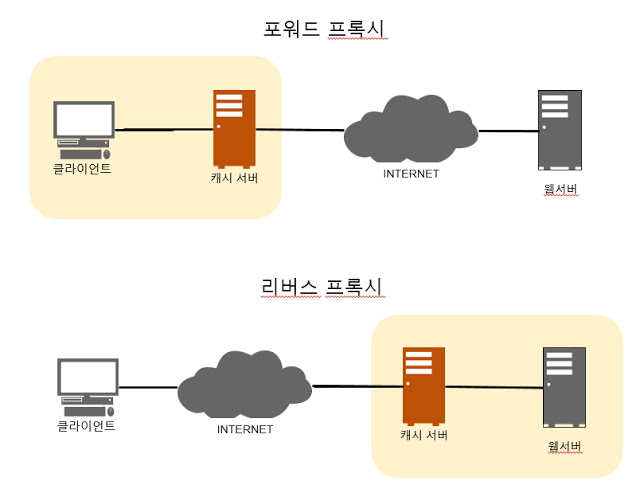 포워드 프록시
클라이언트
캐시 서버
INTERNET
웹서버
리버스 프록시
클라이언트
INTERNET
캐시 서버
웹서버